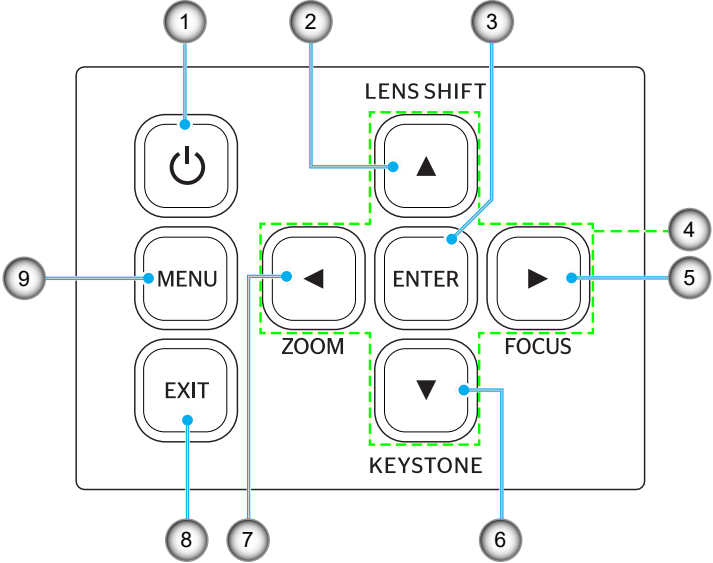 1
2
3
LENS SHIFT
4
9
MENU
ENTER
5
ZOOM
FOCUS
EXIT
KEYSTONE
8
7
6